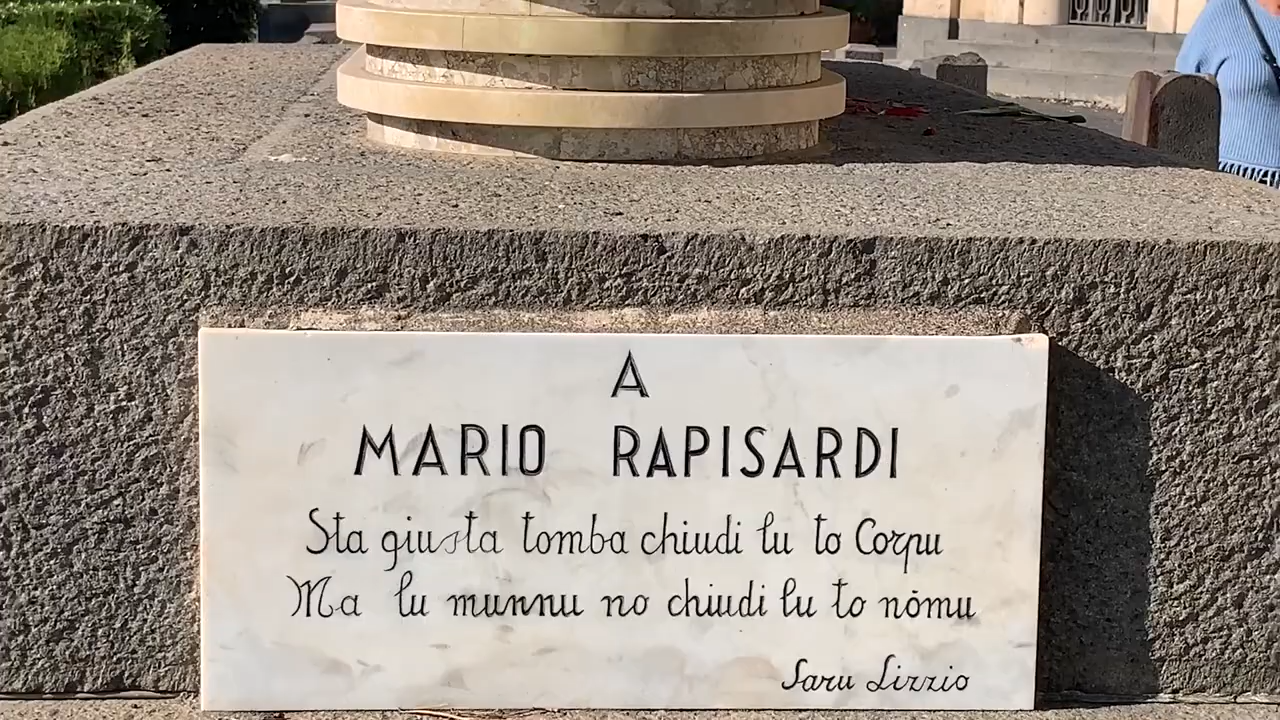 A
MARIO RAPISARDI
Sta giusta tomba chiudi lu to Corpu
Ma lu munnu no chiudi lu to nòmu
Saru Lizzio